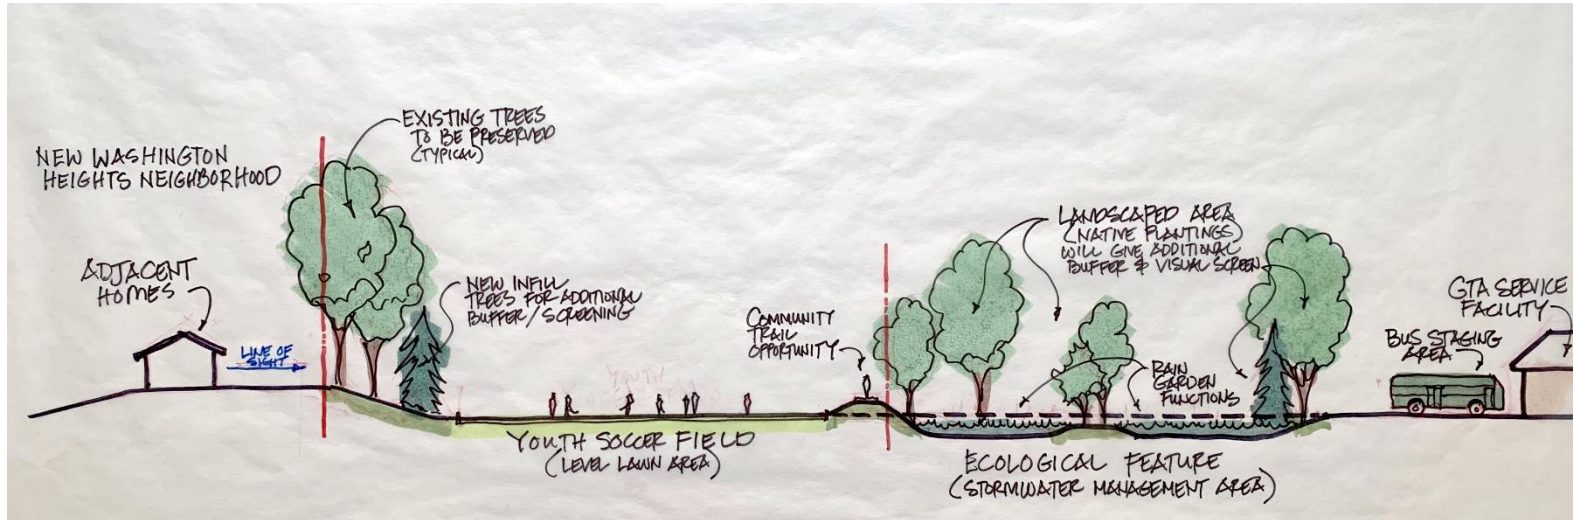 NEW WASHINGTON
HEIGHTS NEIGHBORHOOD
EXISTING TREES
TO BE PRESERVED
(TYPICAL)
ADJACENT
HOMES
LINE OF
SIGHT
NEW INFILL
TREES FOR ADDITIONAL
BUFFER/SCREENING
YOUTH
YOUTH SOCCER FIELD
(LEVEL LAWN AREA)
COMMUNITY
TRAIL
OPPORTUNITY
LANDSCAPED AREA
(NATIVE PLANTINGS)
WILL GIVE ADDITIONAL
BUFFER & VISUAL SCREEN
RAIN
GARDEN
FUNCTIONS
ECOLOGICAL FEATURE
(STORMWATER MANAGEMENT AREA)
GTA SERVICE
FACILITY
BUS STAGING
AREA